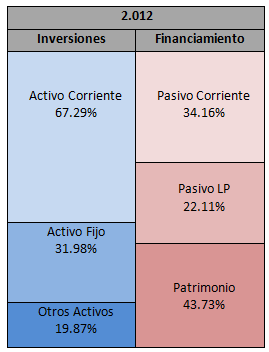 2.012
Inversiones
Financiamiento
Activo Corriente
67.29%
Pasivo Corriente
34.16%
Pasivo LP
22.11%
Activo Fijo
31.98%
Patrimonio
43.73%
Otros Activos
19.87%